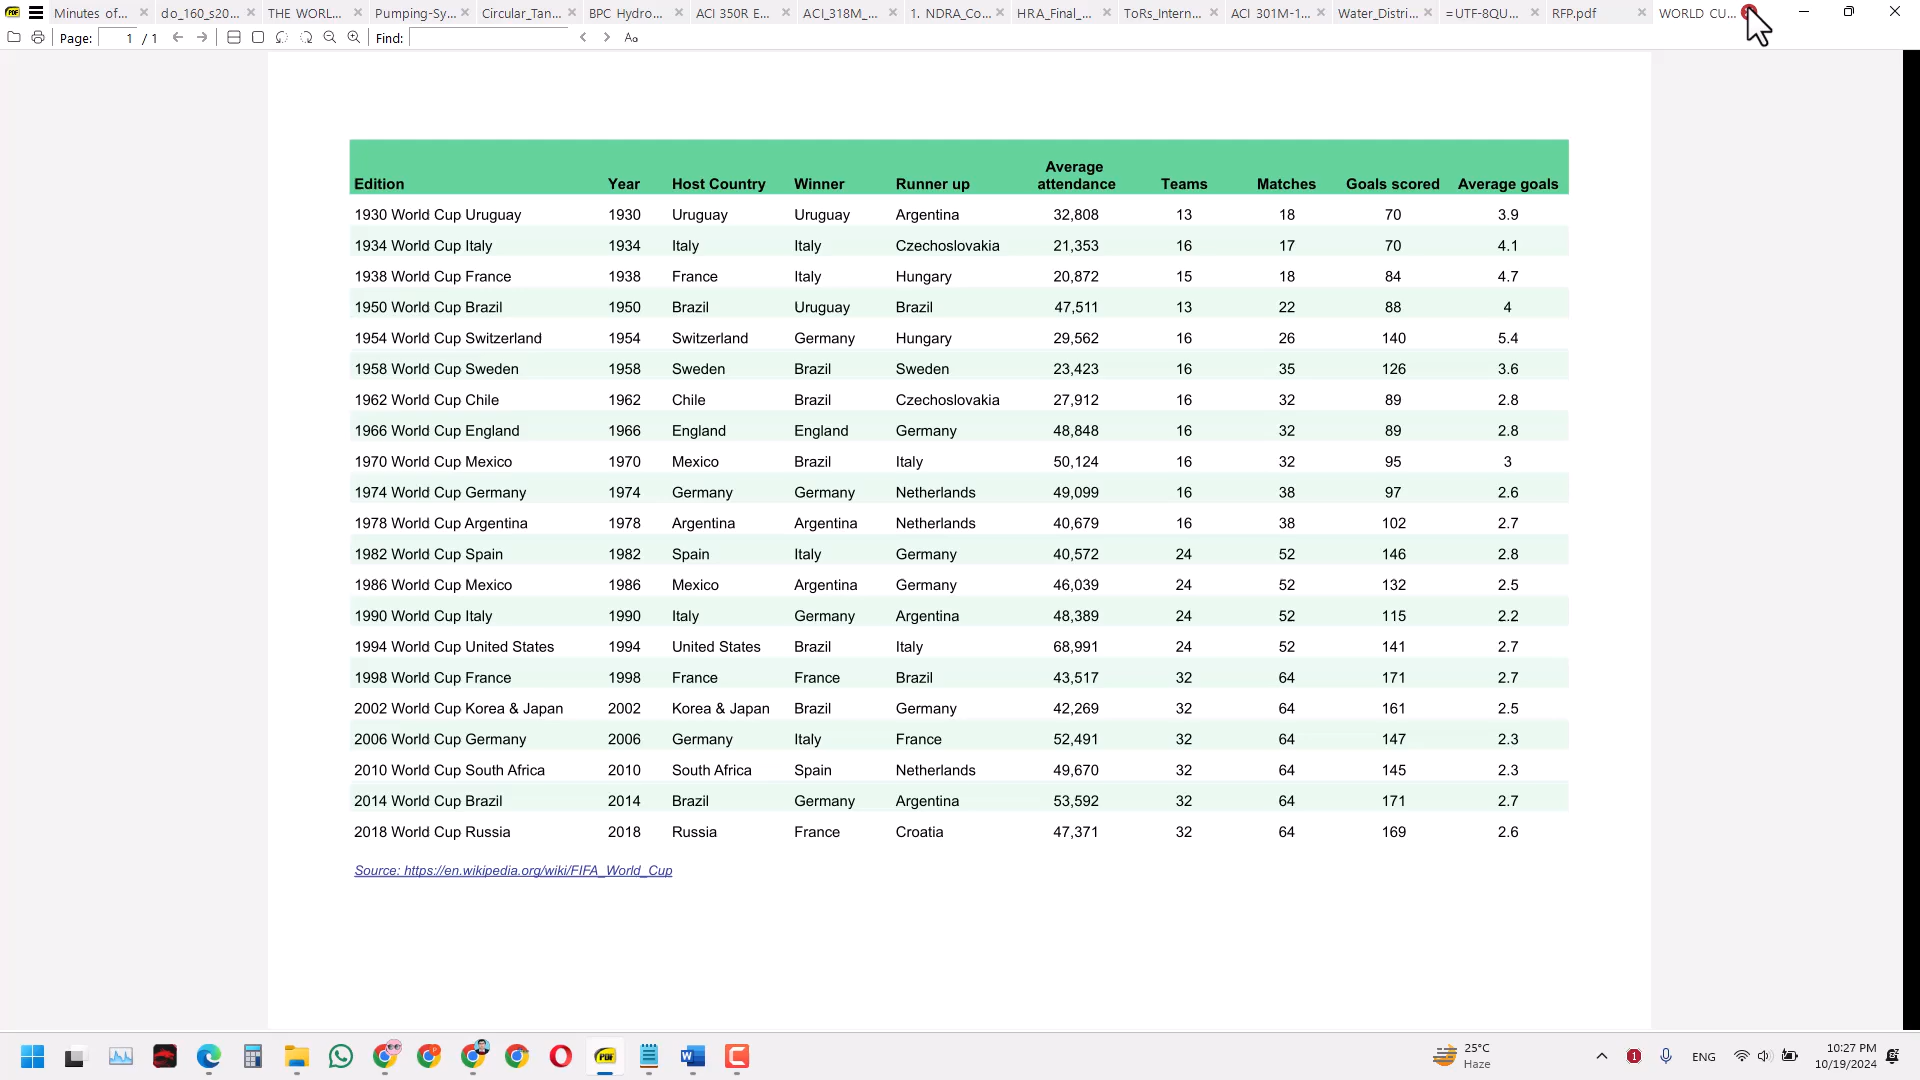 Minutes of... do_160_s20... THE WORL... Pumping-Sy... Circular_Tan... BPC Hydro... ACI 350R E... ACI_318M_... 1. NDRA_Co... HRA_Final_... ToRs_Intern... ACI 301M-1... Water_Distri... =UTF-8QU... RFP.pdf WORLD CU...
Page: 1 / 1 Find: Aa
Average
Edition Year Host Country Winner Runner up attendance Teams Matches Goals scored Average goals
1930 World Cup Uruguay 1930 Uruguay Uruguay Argentina 32,808 13 18 70 3.9
1934 World Cup Italy 1934 Italy Italy Czechoslovakia 21,353 16 17 70 4.1
1938 World Cup France 1938 France Italy Hungary 20,872 15 18 84 4.7
1950 World Cup Brazil 1950 Brazil Uruguay Brazil 47,511 13 22 88 4
1954 World Cup Switzerland 1954 Switzerland Germany Hungary 29,562 16 26 140 5.4
1958 World Cup Sweden 1958 Sweden Brazil Sweden 23,423 16 35 126 3.6
1962 World Cup Chile 1962 Chile Brazil Czechoslovakia 27,912 16 32 89 2.8
1966 World Cup England 1966 England England Germany 48,848 16 32 89 2.8
1970 World Cup Mexico 1970 Mexico Brazil Italy 50,124 16 32 95 3
1974 World Cup Germany 1974 Germany Germany Netherlands 49,099 16 38 97 2.6
1978 World Cup Argentina 1978 Argentina Argentina Netherlands 40,679 16 38 102 2.7
1982 World Cup Spain 1982 Spain Italy Germany 40,572 24 52 146 2.8
1986 World Cup Mexico 1986 Mexico Argentina Germany 46,039 24 52 132 2.5
1990 World Cup Italy 1990 Italy Germany Argentina 48,389 24 52 115 2.2
1994 World Cup United States 1994 United States Brazil Italy 68,991 24 52 141 2.7
1998 World Cup France 1998 France France Brazil 43,517 32 64 171 2.7
2002 World Cup Korea & Japan 2002 Korea & Japan Brazil Germany 42,269 32 64 161 2.5
2006 World Cup Germany 2006 Germany Italy France 52,491 32 64 147 2.3
2010 World Cup South Africa 2010 South Africa Spain Netherlands 49,670 32 64 145 2.3
2014 World Cup Brazil 2014 Brazil Germany Argentina 53,592 32 64 171 2.7
2018 World Cup Russia 2018 Russia France Croatia 47,371 32 64 169 2.6
Source: https://en.wikipedia.org/wiki/FIFA_World_Cup
25°C
Haze
1 ENG
10:27 PM
10/19/2024